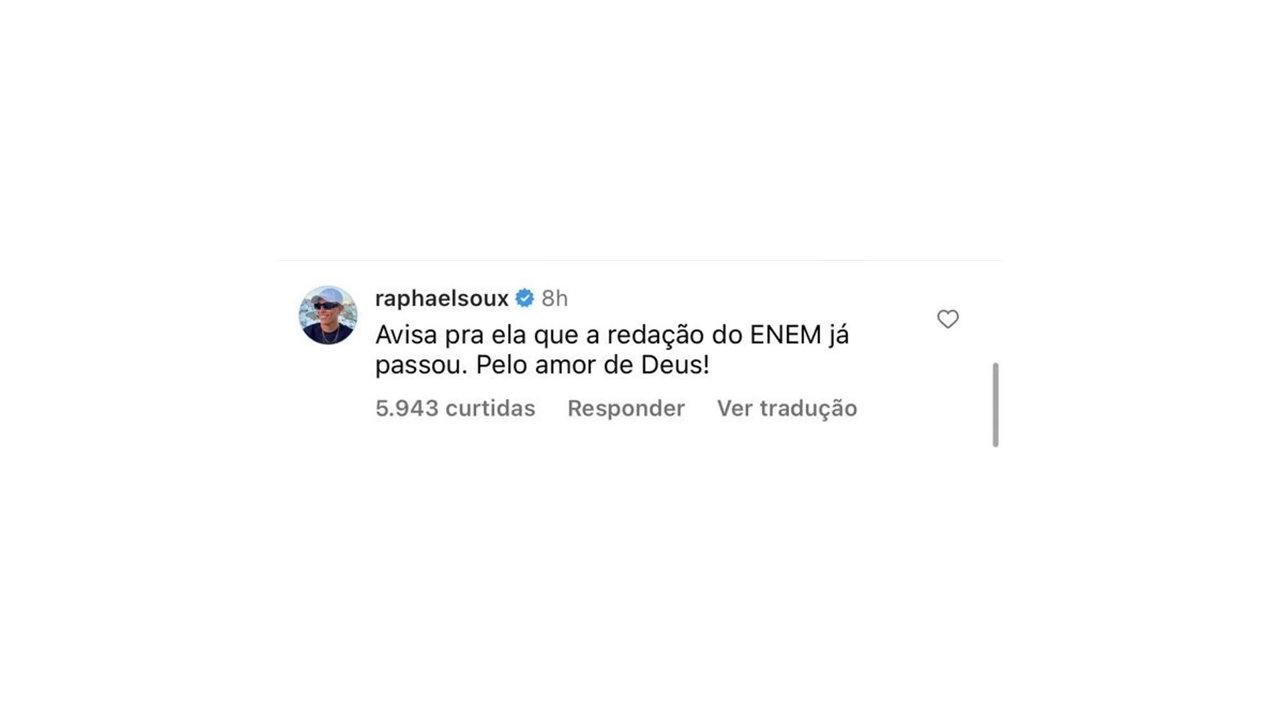 raphaelsoux 8h
Avisa pra ela que a redação do ENEM já
passou. Pelo amor de Deus!
5.943 curtidas Responder Ver tradução